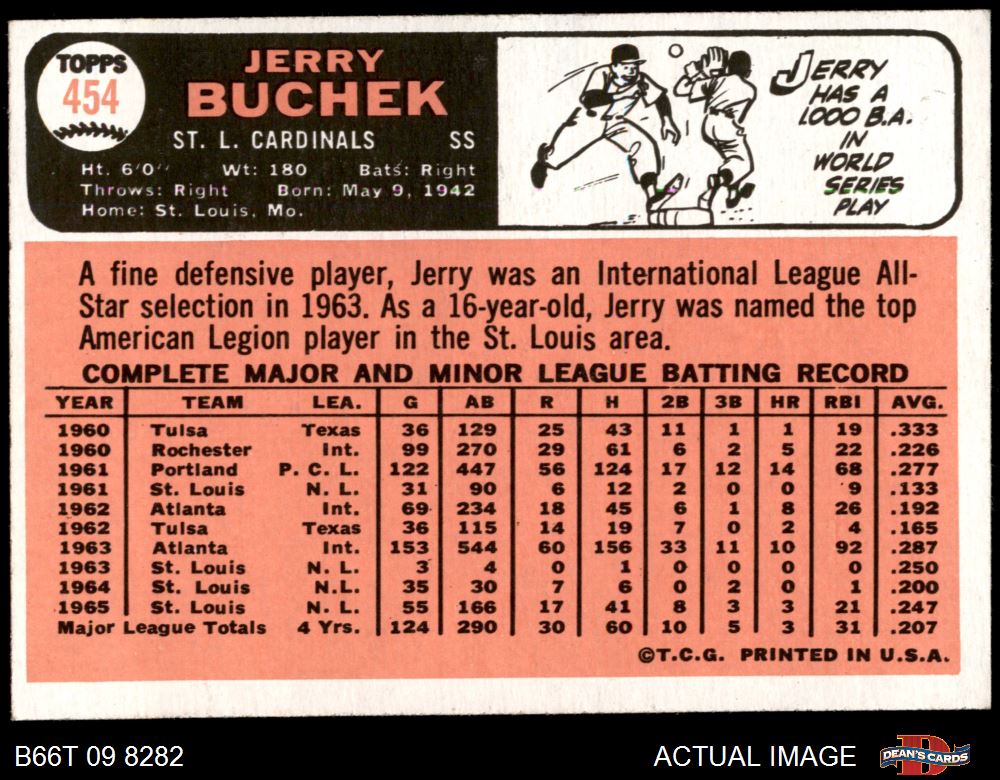 TOPPS
454
JERRY
BUCHEK
ST. L. CARDINALS SS
Ht. 6'0" Wt: 180 Bats: Right
Throws: Right Born: May 9, 1942
Home: St. Louis, Mo.
JERRY
HAS A
1.000 B.A.
IN
WORLD
SERIES
PLAY
A fine defensive player, Jerry was an International League All-
Star selection in 1963. As a 16-year-old, Jerry was named the top
American Legion player in the St. Louis area.
COMPLETE MAJOR AND MINOR LEAGUE BATTING RECORD
YEAR TEAM LEA. G AB R H 2B 3B HR RBI AVG.
1960 Tulsa Texas 36 129 25 43 11 1 1 19 .333
1960 Rochester Int. 99 270 29 61 6 2 5 22 .226
1961 Portland P. C. L. 122 447 56 124 17 12 14 68 .277
1961 St. Louis N. L. 31 90 6 12 2 0 0 9 .133
1962 Atlanta Int. 69 234 18 45 6 1 8 26 .192
1962 Tulsa Texas 36 115 14 19 7 0 2 4 .165
1963 Atlanta Int. 153 544 60 156 33 11 10 92 .287
1963 St. Louis N. L. 3 4 0 1 0 0 0 0 .250
1964 St. Louis N.L. 35 30 7 6 0 2 0 1 .200
1965 St. Louis N. L. 55 166 17 41 8 3 3 21 .247
Major League Totals 4 Yrs. 124 290 30 60 10 5 3 31 .207
©T.C.G. PRINTED IN U.S.A.
B66T 09 8282 ACTUAL IMAGE DEAN'S CARDS